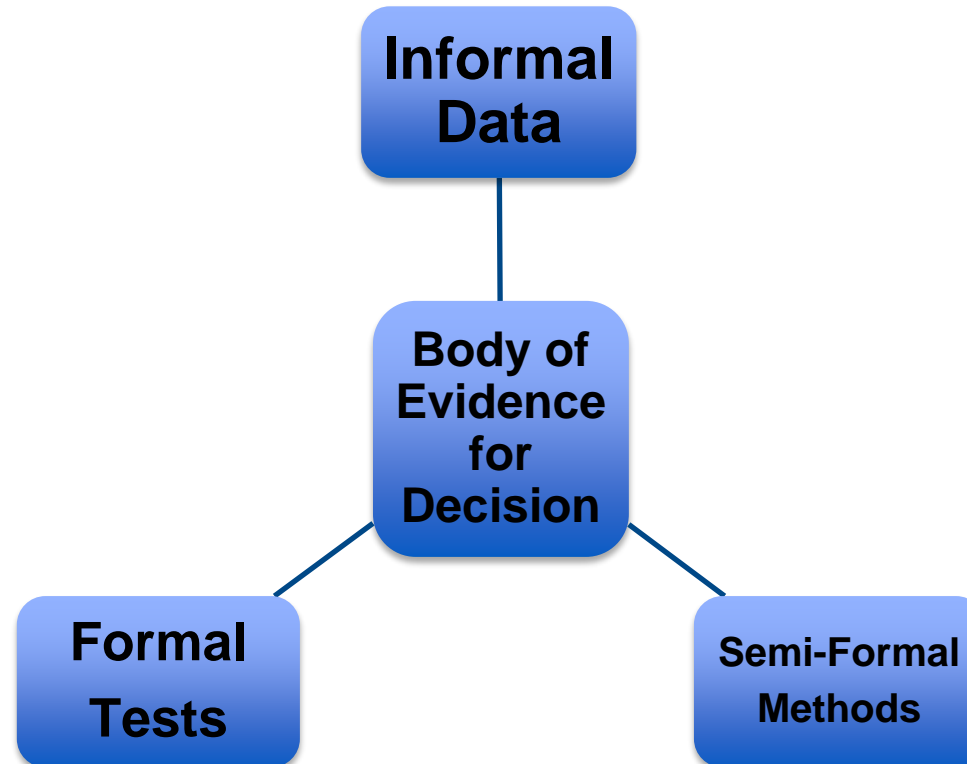 Informal
Data
Body of
Evidence
for
Decision
Formal
Tests
Semi-Formal
Methods